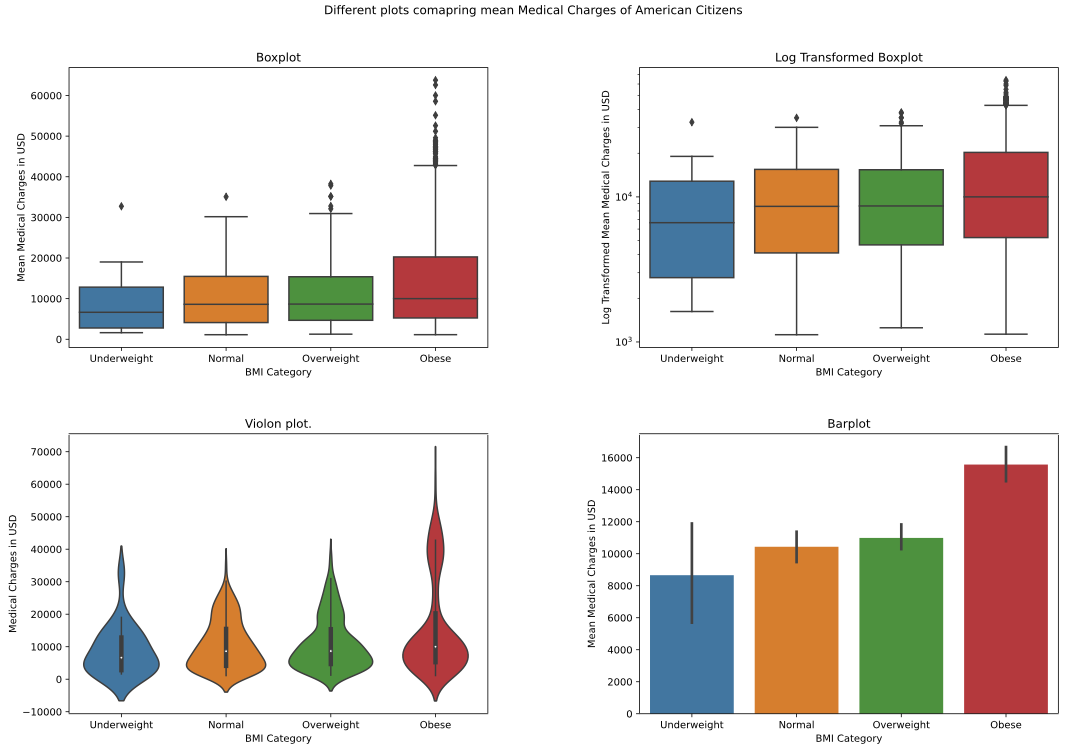 Different plots comapring mean Medical Charges of American Citizens
Boxplot
Mean Medical Charges in USD
60000
50000
40000
30000
20000
10000
0
Underweight Normal Overweight Obese
BMI Category
Log Transformed Boxplot
Log Transformed Mean Medical Charges in USD
10⁴
10³
Underweight Normal Overweight Obese
BMI Category
Violon plot.
Medical Charges in USD
70000
60000
50000
40000
30000
20000
10000
0
−10000
Underweight Normal Overweight Obese
BMI Category
Barplot
Mean Medical Charges in USD
16000
14000
12000
10000
8000
6000
4000
2000
0
Underweight Normal Overweight Obese
BMI Category